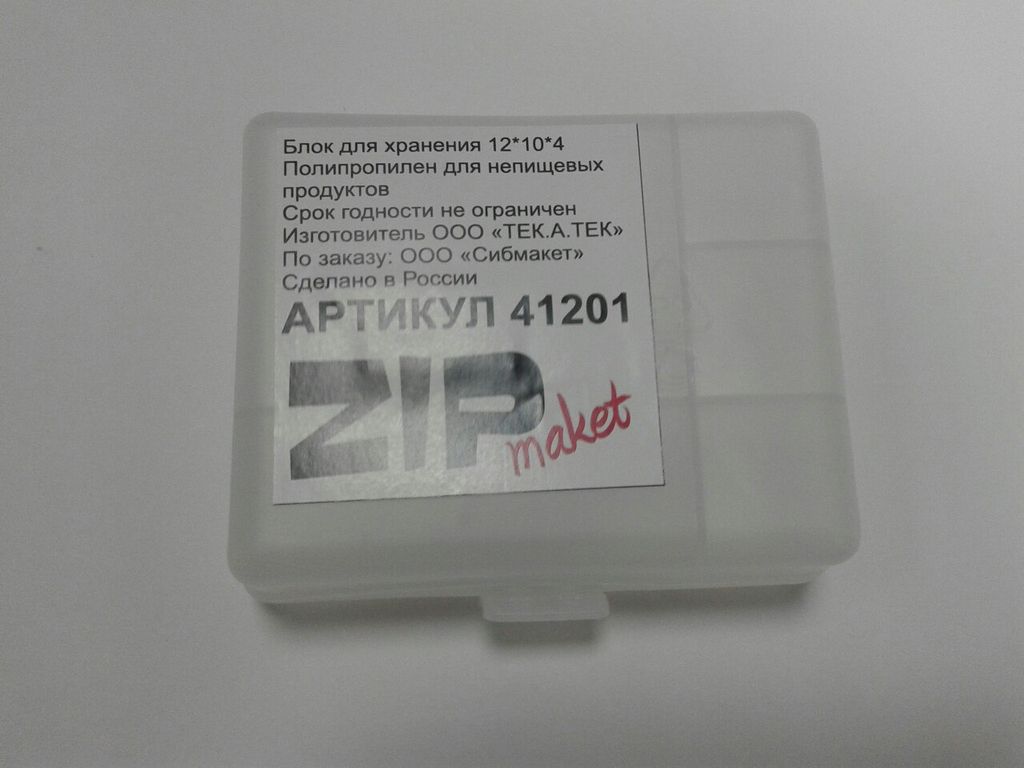 Блок для хранения 12*10*4
Полипропилен для непищевых
продуктов
Срок годности не ограничен
Изготовитель ООО «ТЕК.А.ТЕК»
По заказу: ООО «Сибмакет»
Сделано в России
АРТИКУЛ 41201
ZIP
maket